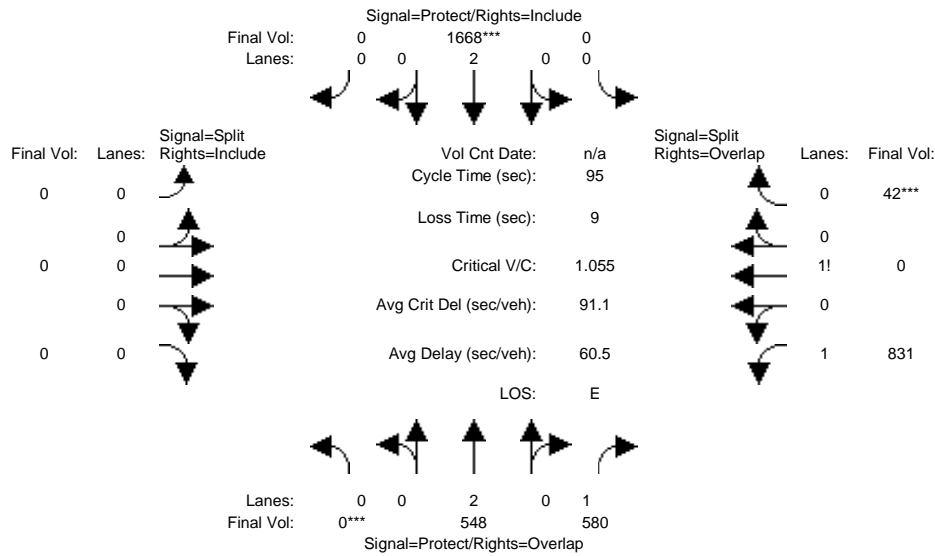 Signal=Protect/Rights=Include
Final Vol: 0 1668*** 0
Lanes: 0 0 2 0 0
Signal=Split
Final Vol: Lanes: Rights=Include
Vol Cnt Date: n/a
Signal=Split
Rights=Overlap Lanes: Final Vol:
Cycle Time (sec): 95
0 0 0 42***
Loss Time (sec): 9
0 0
0 0 Critical V/C: 1.055 1! 0
0 Avg Crit Del (sec/veh): 91.1 0
0 0 Avg Delay (sec/veh): 60.5 1 831
LOS: E
Lanes: 0 0 2 0 1
Final Vol: 0*** 548 580
Signal=Protect/Rights=Overlap